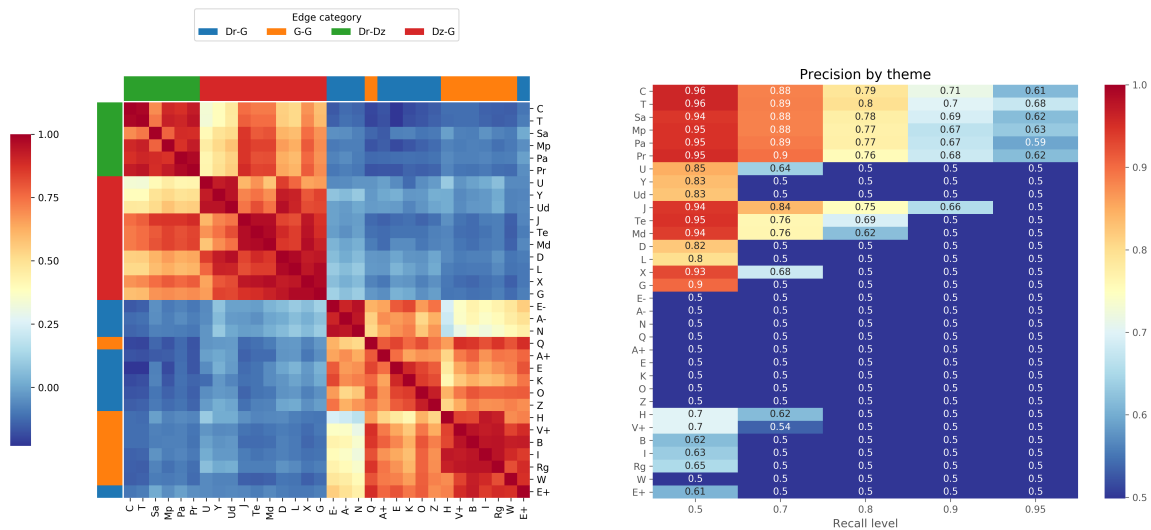 Edge category
Dr-G G-G Dr-Dz Dz-G
1.00
0.75
0.50
0.25
0.00
C
T
Sa
Mp
Pa
Pr
U
Y
Ud
J
Te
Md
D
L
X
G
E-
A-
N
Q
A+
E
K
O
Z
H
V+
B
I
Rg
W
E+
C T Sa Mp Pa Pr U Y Ud J Te Md D L X G E- A- N Q A+ E K O Z H V+ B I Rg W E+
Precision by theme
C 0.96 0.88 0.79 0.71 0.61
T 0.96 0.89 0.8 0.7 0.68
Sa 0.94 0.88 0.78 0.69 0.62
Mp 0.95 0.88 0.77 0.67 0.63
Pa 0.95 0.89 0.77 0.67 0.59
Pr 0.95 0.9 0.76 0.68 0.62
U 0.85 0.64 0.5 0.5 0.5
Y 0.83 0.5 0.5 0.5 0.5
Ud 0.83 0.5 0.5 0.5 0.5
J 0.94 0.84 0.75 0.66 0.5
Te 0.95 0.76 0.69 0.5 0.5
Md 0.94 0.76 0.62 0.5 0.5
D 0.82 0.5 0.5 0.5 0.5
L 0.8 0.5 0.5 0.5 0.5
X 0.93 0.68 0.5 0.5 0.5
G 0.9 0.5 0.5 0.5 0.5
E- 0.5 0.5 0.5 0.5 0.5
A- 0.5 0.5 0.5 0.5 0.5
N 0.5 0.5 0.5 0.5 0.5
Q 0.5 0.5 0.5 0.5 0.5
A+ 0.5 0.5 0.5 0.5 0.5
E 0.5 0.5 0.5 0.5 0.5
K 0.5 0.5 0.5 0.5 0.5
O 0.5 0.5 0.5 0.5 0.5
Z 0.5 0.5 0.5 0.5 0.5
H 0.7 0.62 0.5 0.5 0.5
V+ 0.7 0.54 0.5 0.5 0.5
B 0.62 0.5 0.5 0.5 0.5
I 0.63 0.5 0.5 0.5 0.5
Rg 0.65 0.5 0.5 0.5 0.5
W 0.5 0.5 0.5 0.5 0.5
E+ 0.61 0.5 0.5 0.5 0.5
0.5 0.7 0.8 0.9 0.95
Recall level
1.0
0.9
0.8
0.7
0.6
0.5